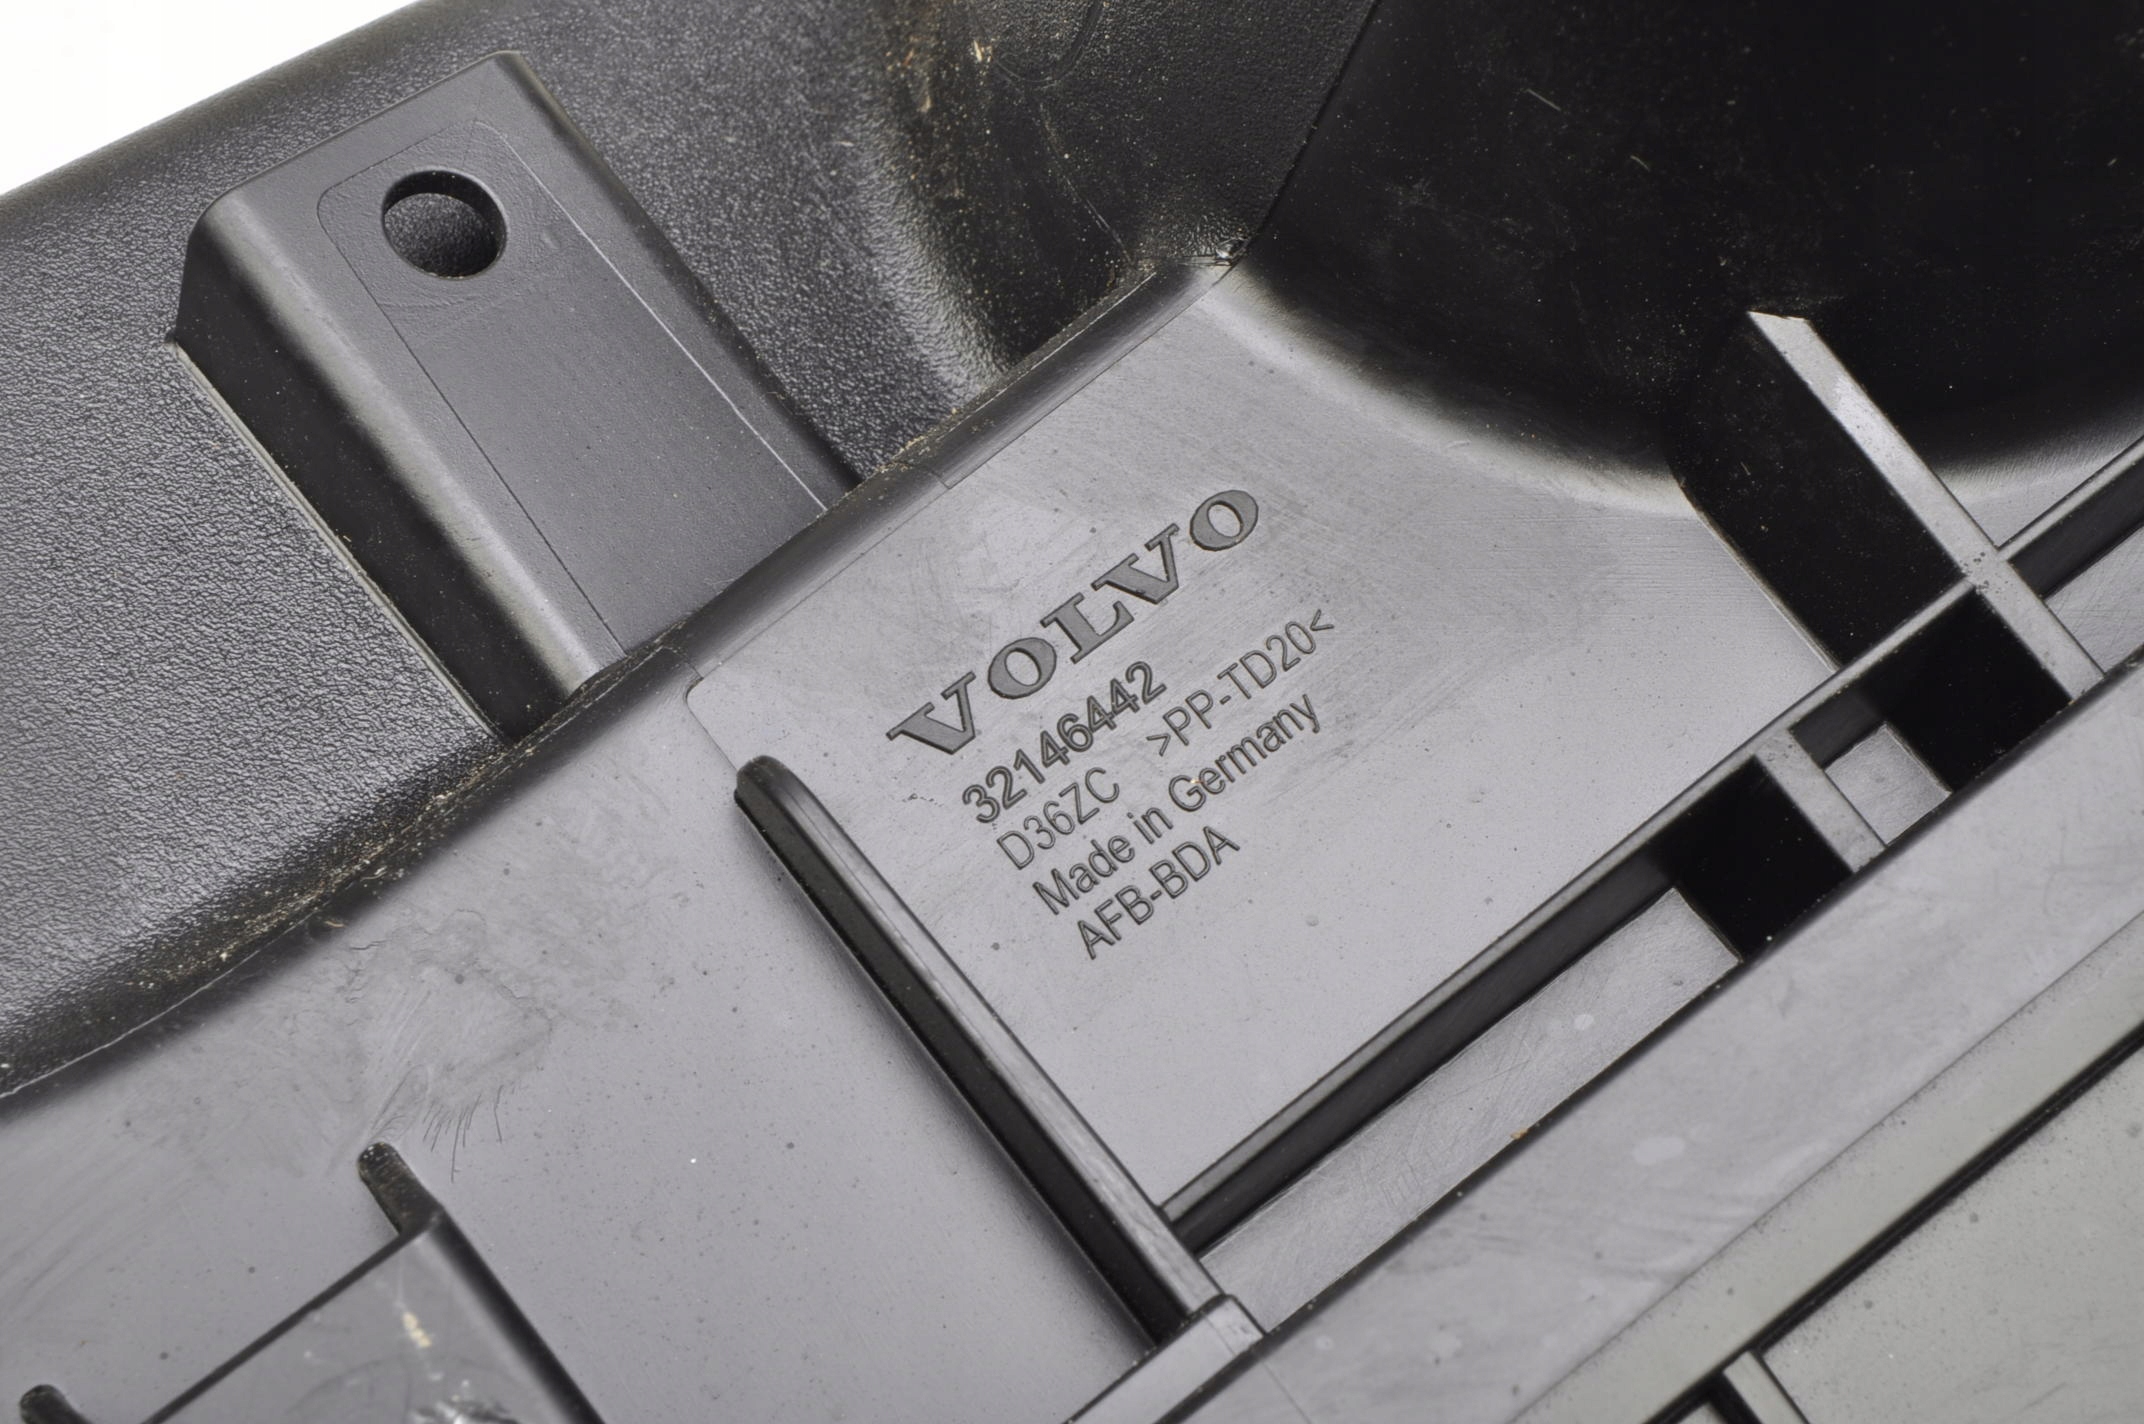 VOLVO
32146442
D36ZC >PP-TD20<
Made in Germany
AFB-BDA